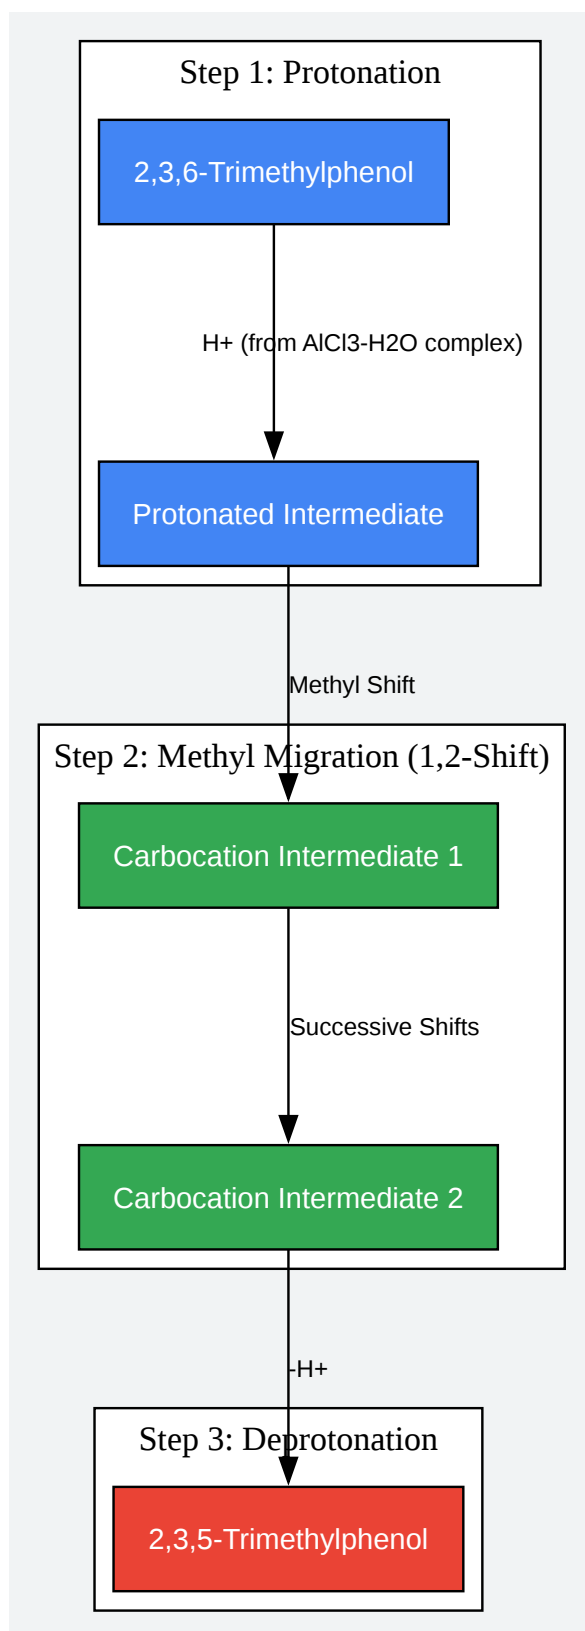 Step 1: Protonation
2,3,6-Trimethylphenol
H+ (from AlCl3-H2O complex)
Protonated Intermediate
Methyl Shift
Step 2: Methyl Migration (1,2-Shift)
Carbocation Intermediate 1
Successive Shifts
Carbocation Intermediate 2
-H+
Step 3: Deprotonation
2,3,5-Trimethylphenol